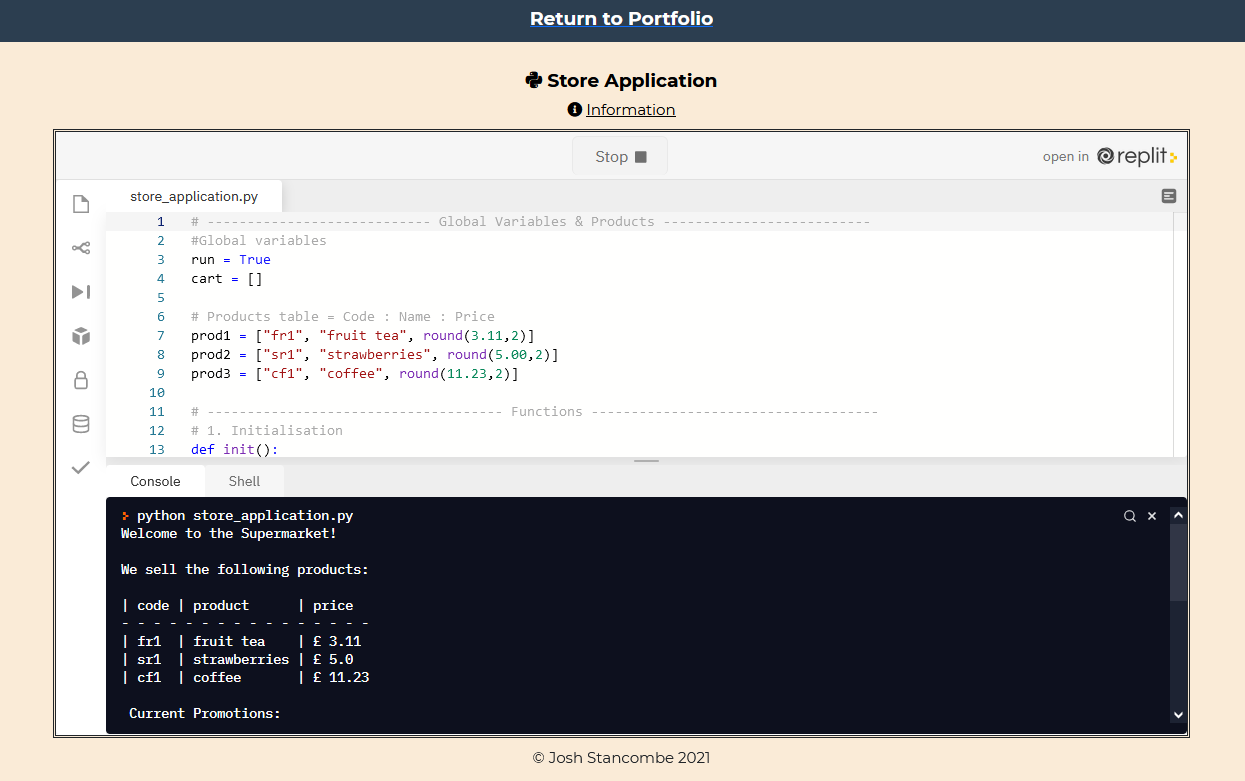 Return to Portfolio
Store Application
Information
Stop
open in replit
store_application.py
1 # ---------------------------- Global Variables & Products --------------------------
2 #Global variables
3 run = True
4 cart = []
5
6 # Products table = Code : Name : Price
7 prod1 = ["fr1", "fruit tea", round(3.11,2)]
8 prod2 = ["sr1", "strawberries", round(5.00,2)]
9 prod3 = ["cf1", "coffee", round(11.23,2)]
10
11 # ------------------------------------- Functions ------------------------------------
12 # 1. Initialisation
13 def init():
Console Shell
python store_application.py
Welcome to the Supermarket!
We sell the following products:
| code | product      | price
- - - - - - - - - - - - - - - -
| fr1  | fruit tea    | £ 3.11
| sr1  | strawberries | £ 5.0
| cf1  | coffee       | £ 11.23
Current Promotions:
© Josh Stancombe 2021